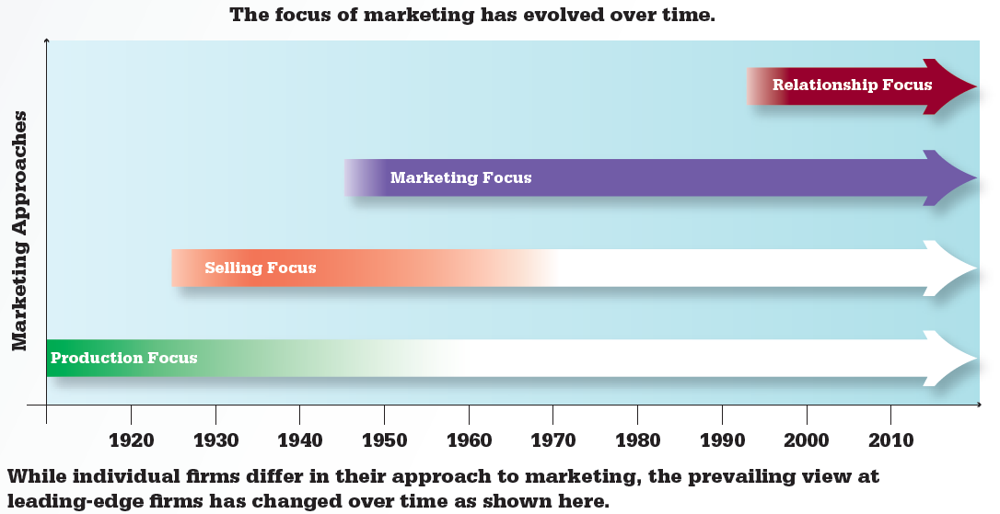 The focus of marketing has evolved over time.
Marketing Approaches
Relationship Focus
Marketing Focus
Selling Focus
Production Focus
1920 1930 1940 1950 1960 1970 1980 1990 2000 2010
While individual firms differ in their approach to marketing, the prevailing view at
leading-edge firms has changed over time as shown here.